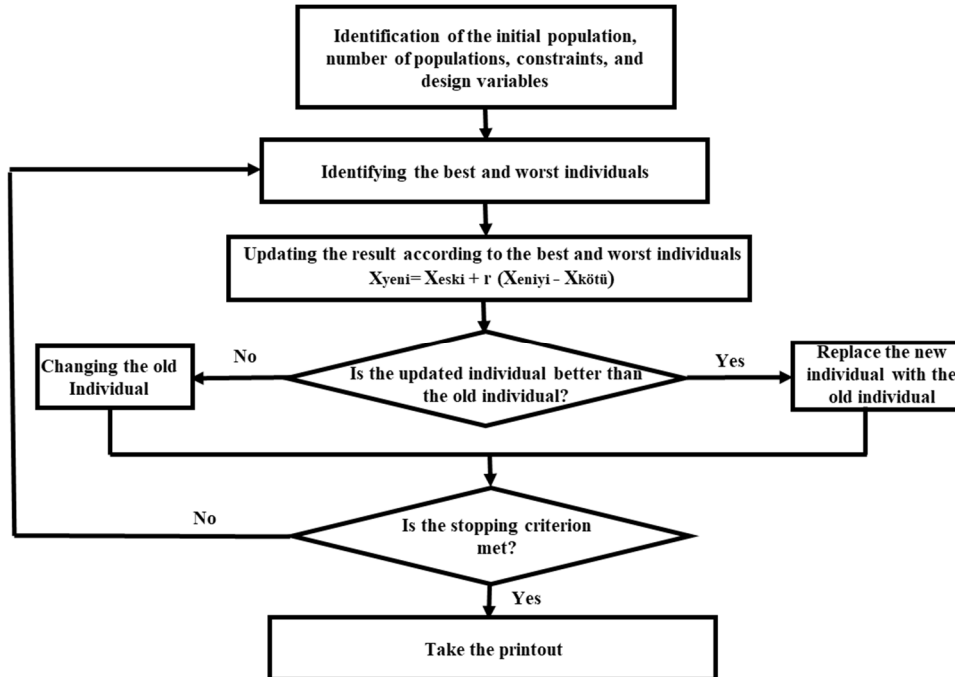 Identification of the initial population,
number of populations, constraints, and
design variables
Identifying the best and worst individuals
Updating the result according to the best and worst individuals
Xyeni= Xeski + r (Xeniyi - Xkötü)
No
Yes
Changing the old
Individual
Is the updated individual better than
the old individual?
Replace the new
individual with the
old individual
No
Is the stopping criterion
met?
Yes
Take the printout